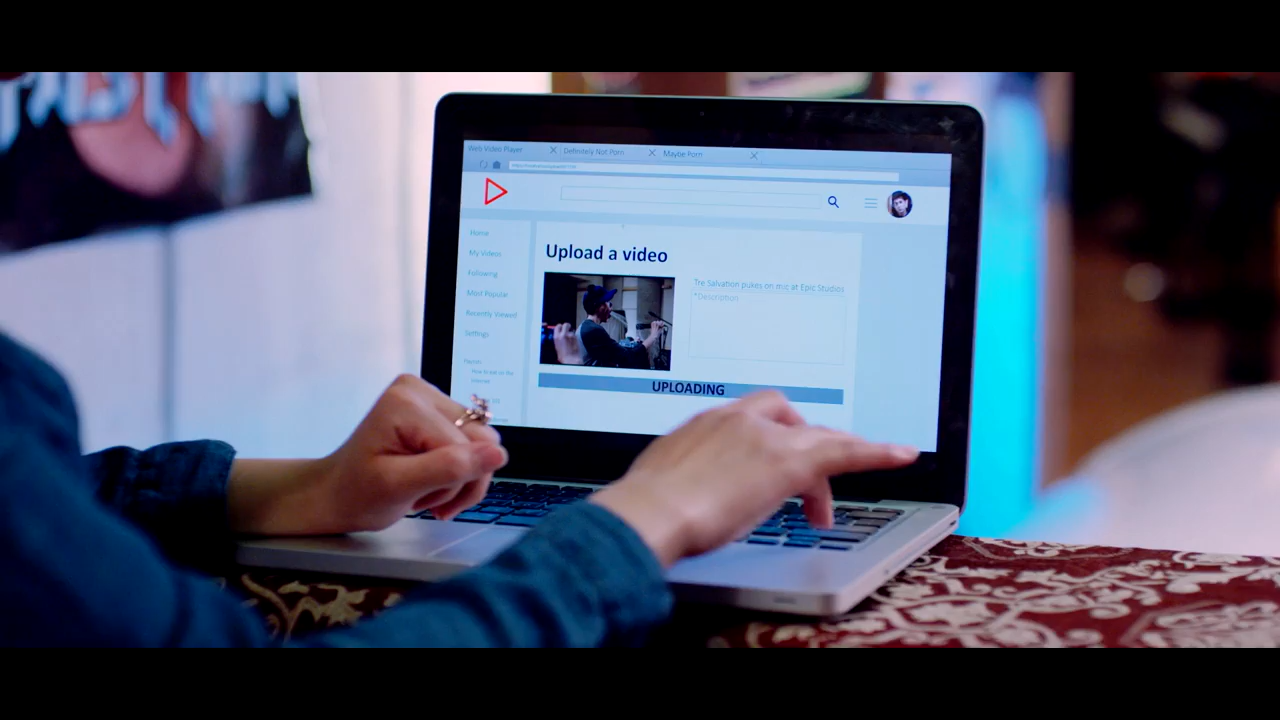 Web Video Player
Definitely Not Porn
Maybe Porn
Home
My Videos
Following
Most Popular
Recently Viewed
Settings
Upload a video
Tre Salvation pukes on mic at Epic Studios
*Description
UPLOADING